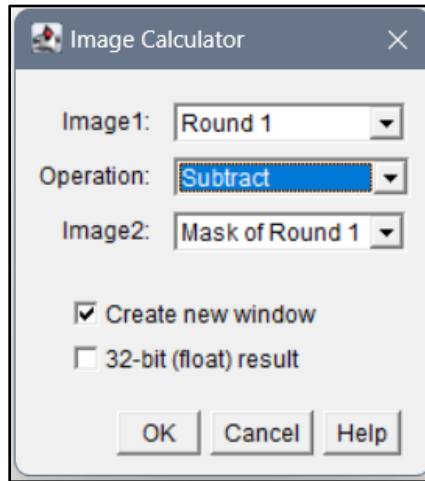 Image Calculator
Image1: Round 1
Operation: Subtract
Image2: Mask of Round 1
Create new window
32-bit (float) result
OK Cancel Help